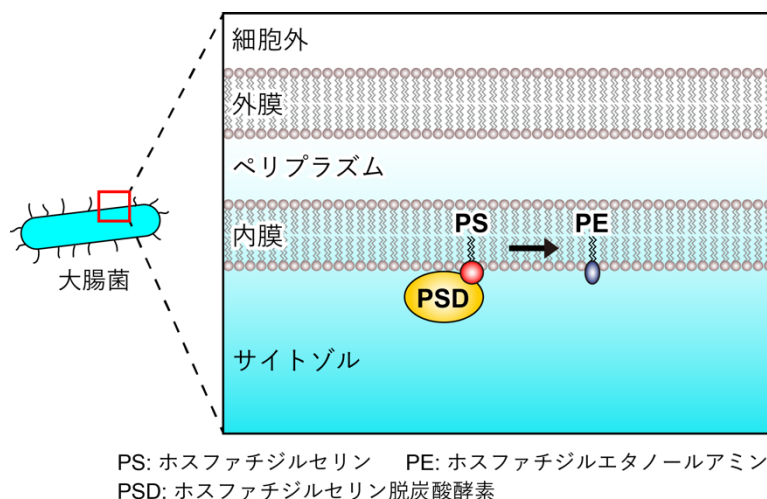 細胞外
外膜
ペリプラズム
内膜
PS
PE
PSD
サイトゾル
大腸菌
PS: ホスファチジルセリン PE: ホスファチジルエタノールアミン
PSD: ホスファチジルセリン脱炭酸酵素